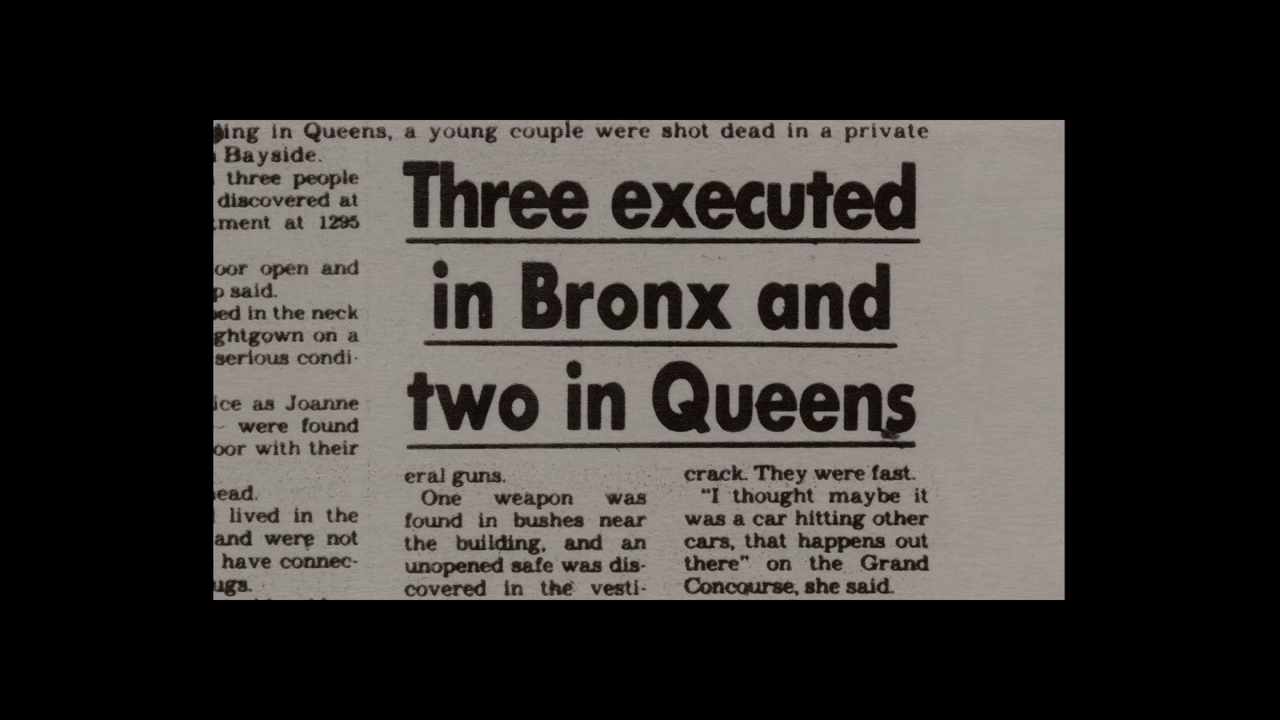 ing in Queens, a young couple were shot dead in a private
Bayside.
three people
discovered at
ment at 1295
oor open and
said.
ed in the neck
ghtgown on a
serious condi-
ice as Joanne
were found
oor with their
ead.
lived in the
and were not
have connec-
ugs.
Three executed
in Bronx and
two in Queens
eral guns.
One weapon was
found in bushes near
the building, and an
unopened safe was dis-
covered in the vesti-
crack. They were fast.
"I thought maybe it
was a car hitting other
cars, that happens out
there" on the Grand
Concourse, she said.